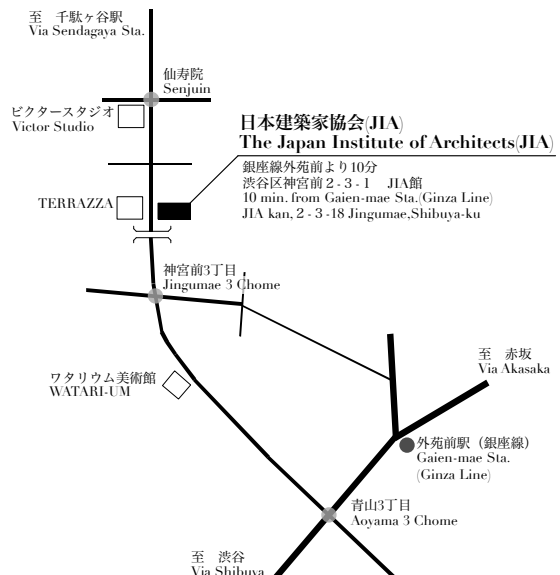 至　千駄ヶ谷駅
Via Sendagaya Sta.
仙寿院
Senjuin
ビクタースタジオ
Victor Studio
日本建築家協会(JIA)
The Japan Institute of Architects(JIA)
銀座線外苑前より10分
渋谷区神宮前2-3-1　JIA館
10 min. from Gaien-mae Sta.(Ginza Line)
JIA kan, 2-3-18 Jingumae,Shibuya-ku
TERRAZZA
神宮前3丁目
Jingumae 3 Chome
至　赤坂
Via Akasaka
ワタリウム美術館
WATARI-UM
外苑前駅（銀座線）
Gaien-mae Sta.
(Ginza Line)
青山3丁目
Aoyama 3 Chome
至　渋谷
Via Shibuya